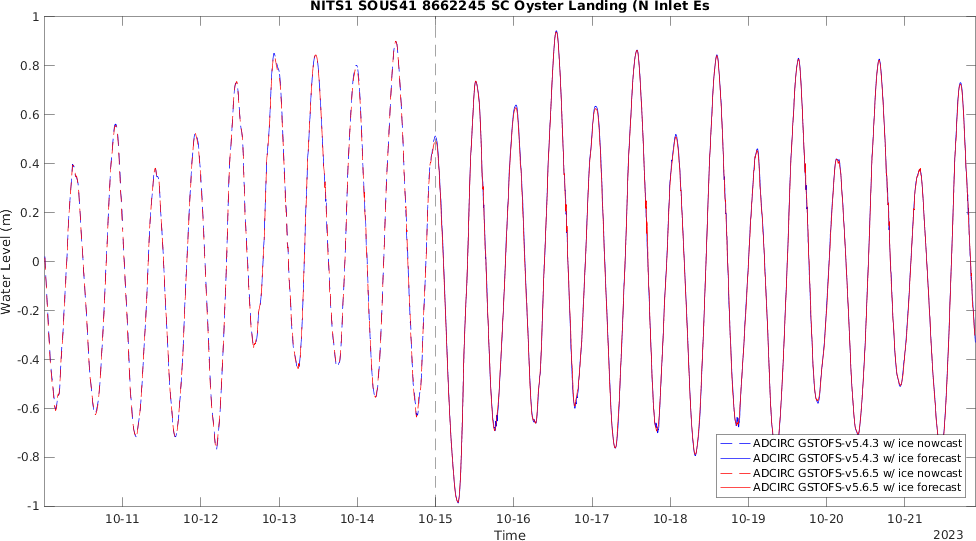 NITS1 SOUS41 8662245 SC Oyster Landing (N Inlet Es
Water Level (m)
1
0.8
0.6
0.4
0.2
0
-0.2
-0.4
-0.6
-0.8
-1
10-11 10-12 10-13 10-14 10-15 10-16 10-17 10-18 10-19 10-20 10-21
Time
2023
ADCIRC GSTOFS-v5.4.3 w/ ice nowcast
ADCIRC GSTOFS-v5.4.3 w/ ice forecast
ADCIRC GSTOFS-v5.6.5 w/ ice nowcast
ADCIRC GSTOFS-v5.6.5 w/ ice forecast